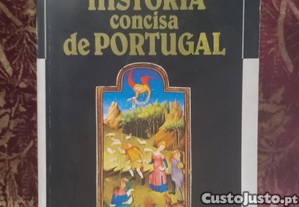 HISTÓRIA
concisa
de PORTUGAL
CustoJusto.pt